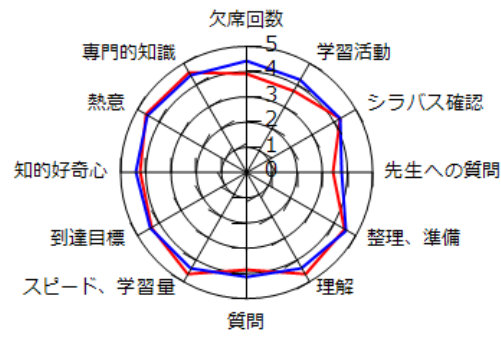 欠席回数
専門的知識
学習活動
熱意
シラバス確認
知的好奇心
先生への質問
到達目標
整理、準備
スピード、学習量
理解
質問
5
4
3
2
1
0